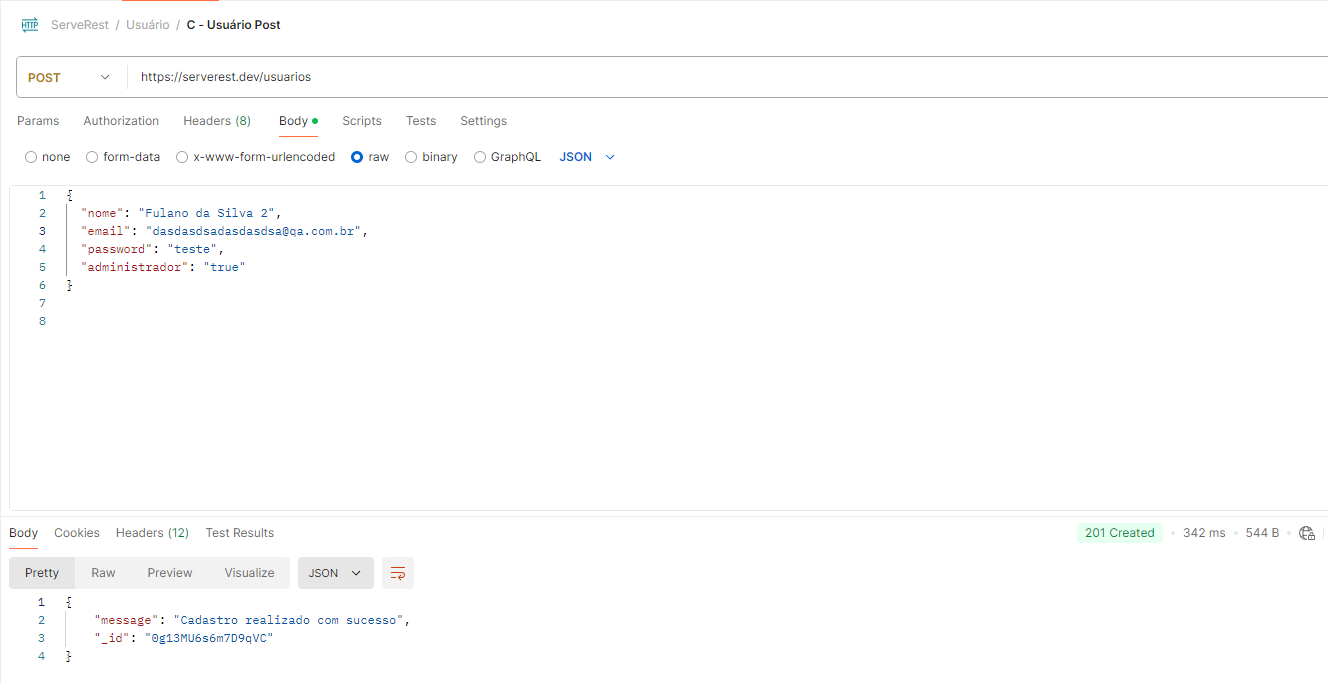 HTTP ServeRest / Usuário / C - Usuário Post
POST https://serverest.dev/usuarios
Params Authorization Headers (8) Body Scripts Tests Settings
none form-data x-www-form-urlencoded raw binary GraphQL JSON
1 {
2 "nome": "Fulano da Silva 2",
3 "email": "dasdasdsadasdasdsa@qa.com.br",
4 "password": "teste",
5 "administrador": "true"
6 }
7
8
Body Cookies Headers (12) Test Results 201 Created • 342 ms • 544 B •
Pretty Raw Preview Visualize JSON
1 {
2 "message": "Cadastro realizado com sucesso",
3 "_id": "0g13MU6s6m7D9qVC"
4 }